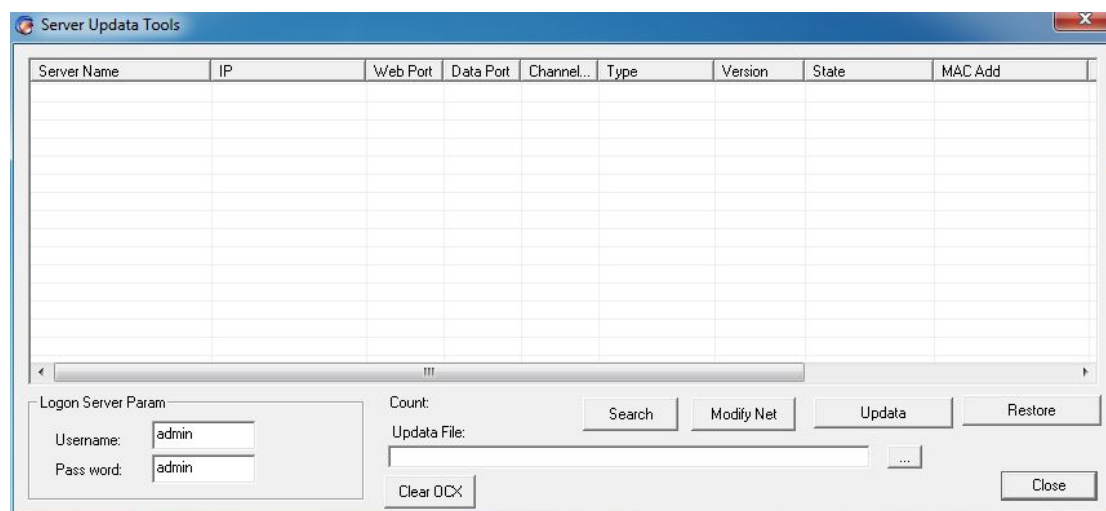 Server Updata Tools
Server Name IP Web Port Data Port Channel... Type Version State MAC Add
Logon Server Param
Username: admin
Pass word: admin
Count:
Search Modify Net Updata Restore
Updata File:
...
Clear OCX
Close